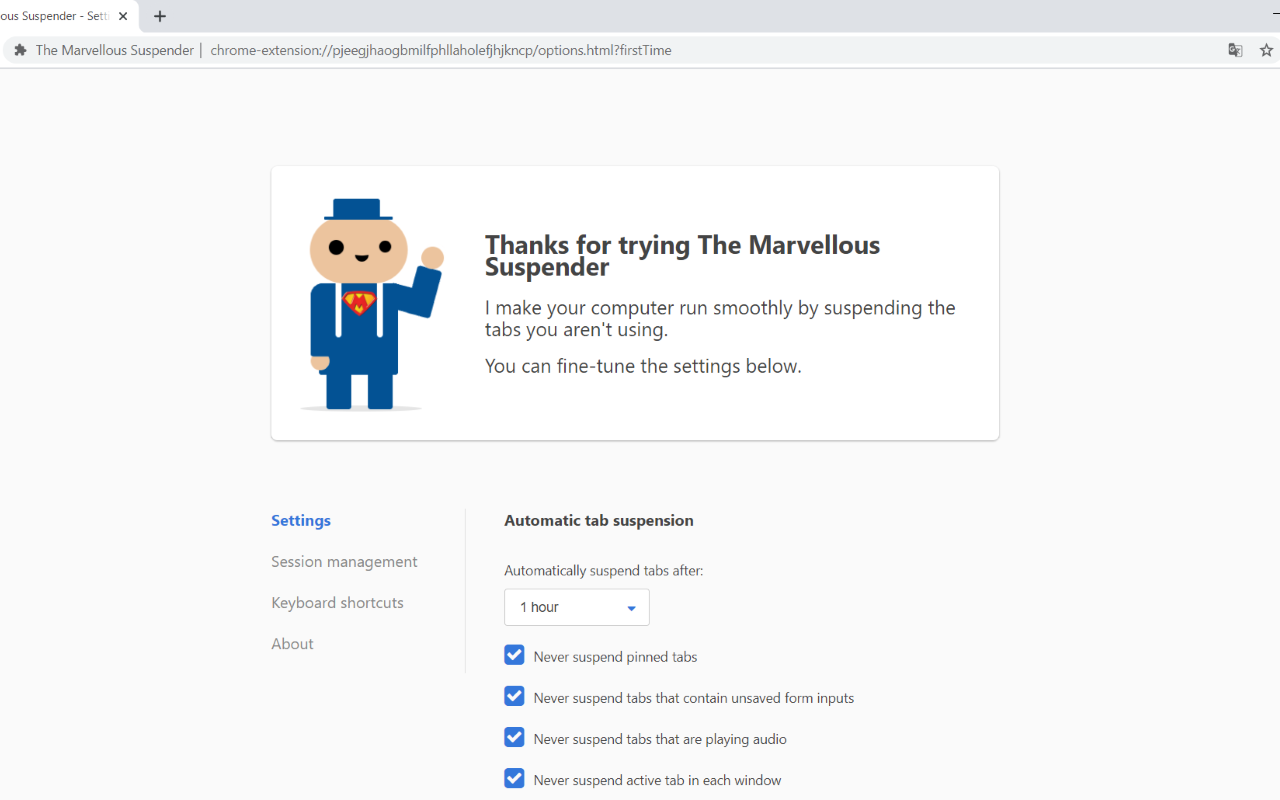 ous Suspender - Sett
The Marvellous Suspender | chrome-extension://pjeegjhaogbmilfphllaholefjhjkncp/options.html?firstTime
Thanks for trying The Marvellous
Suspender
I make your computer run smoothly by suspending the
tabs you aren't using.
You can fine-tune the settings below.
M
Settings
Session management
Keyboard shortcuts
About
Automatic tab suspension
Automatically suspend tabs after:
1 hour
Never suspend pinned tabs
Never suspend tabs that contain unsaved form inputs
Never suspend tabs that are playing audio
Never suspend active tab in each window